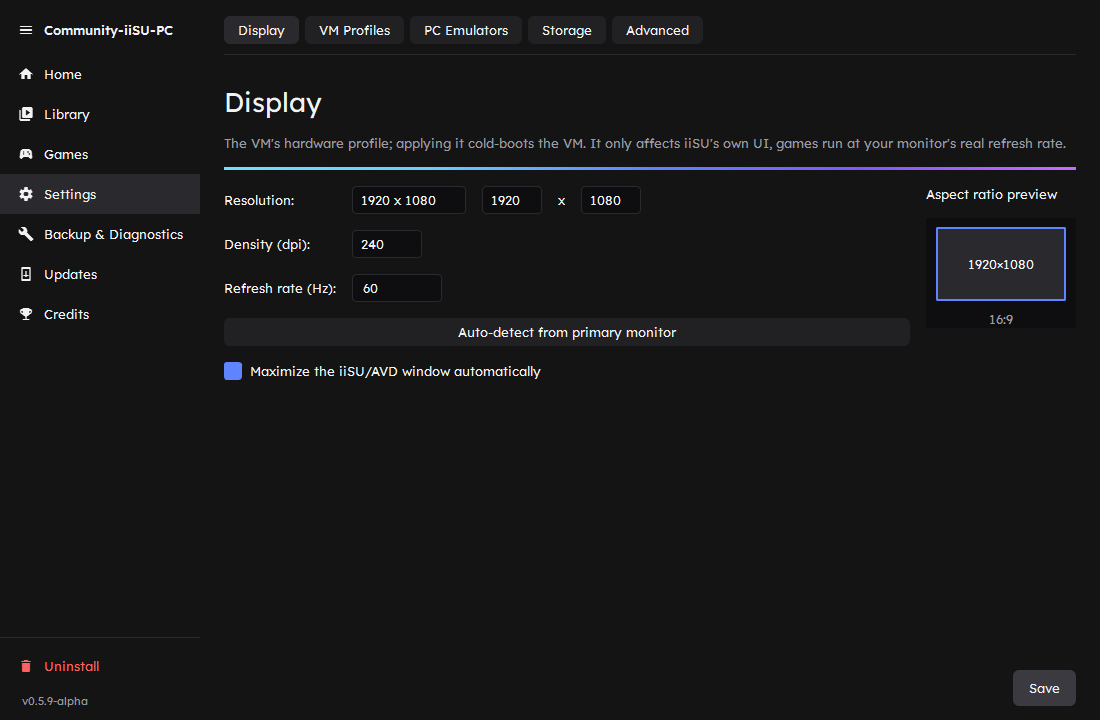 Community-iiSU-PC
Home
Library
Games
Settings
Backup & Diagnostics
Updates
Credits
Uninstall
v0.5.9-alpha
Display VM Profiles PC Emulators Storage Advanced
Display
The VM's hardware profile; applying it cold-boots the VM. It only affects iiSU's own UI, games run at your monitor's real refresh rate.
Resolution: 1920 x 1080 1920 x 1080
Density (dpi): 240
Refresh rate (Hz): 60
Auto-detect from primary monitor
Maximize the iiSU/AVD window automatically
Aspect ratio preview
1920×1080
16:9
Save